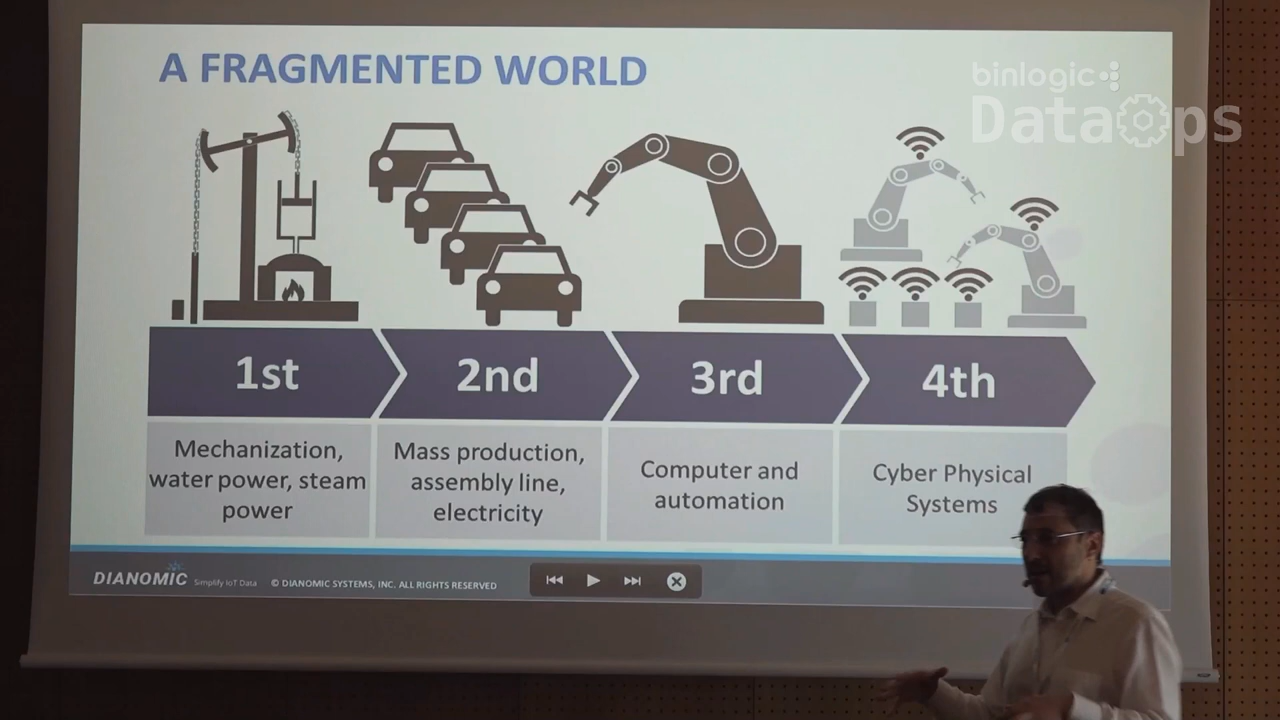 A FRAGMENTED WORLD
binlogic
DataOps
1st
2nd
3rd
4th
Mechanization,
water power, steam
power
Mass production,
assembly line,
electricity
Computer and
automation
Cyber Physical
Systems
DIANOMIC Simplify IoT Data © DIANOMIC SYSTEMS, INC. ALL RIGHTS RESERVED